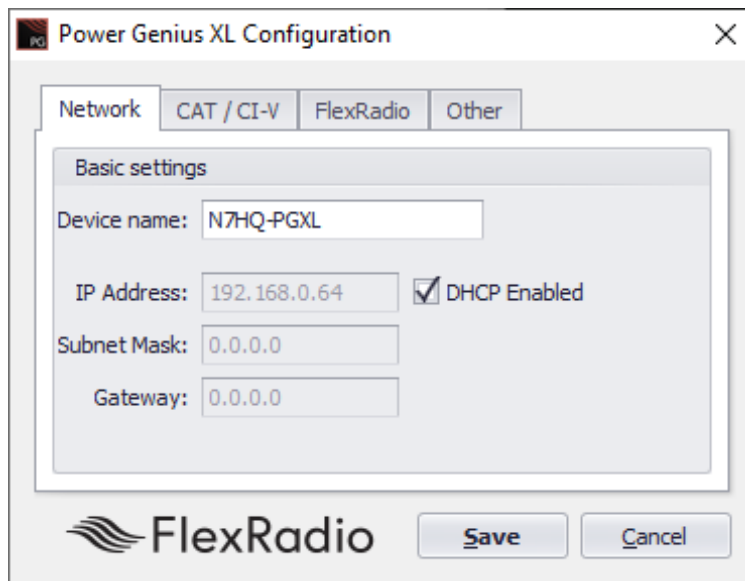 PG
Power Genius XL Configuration
Network CAT / CI-V FlexRadio Other
Basic settings
Device name: N7HQ-PGXL
IP Address: 192.168.0.64 DHCP Enabled
Subnet Mask: 0.0.0.0
Gateway: 0.0.0.0
FlexRadio Save Cancel